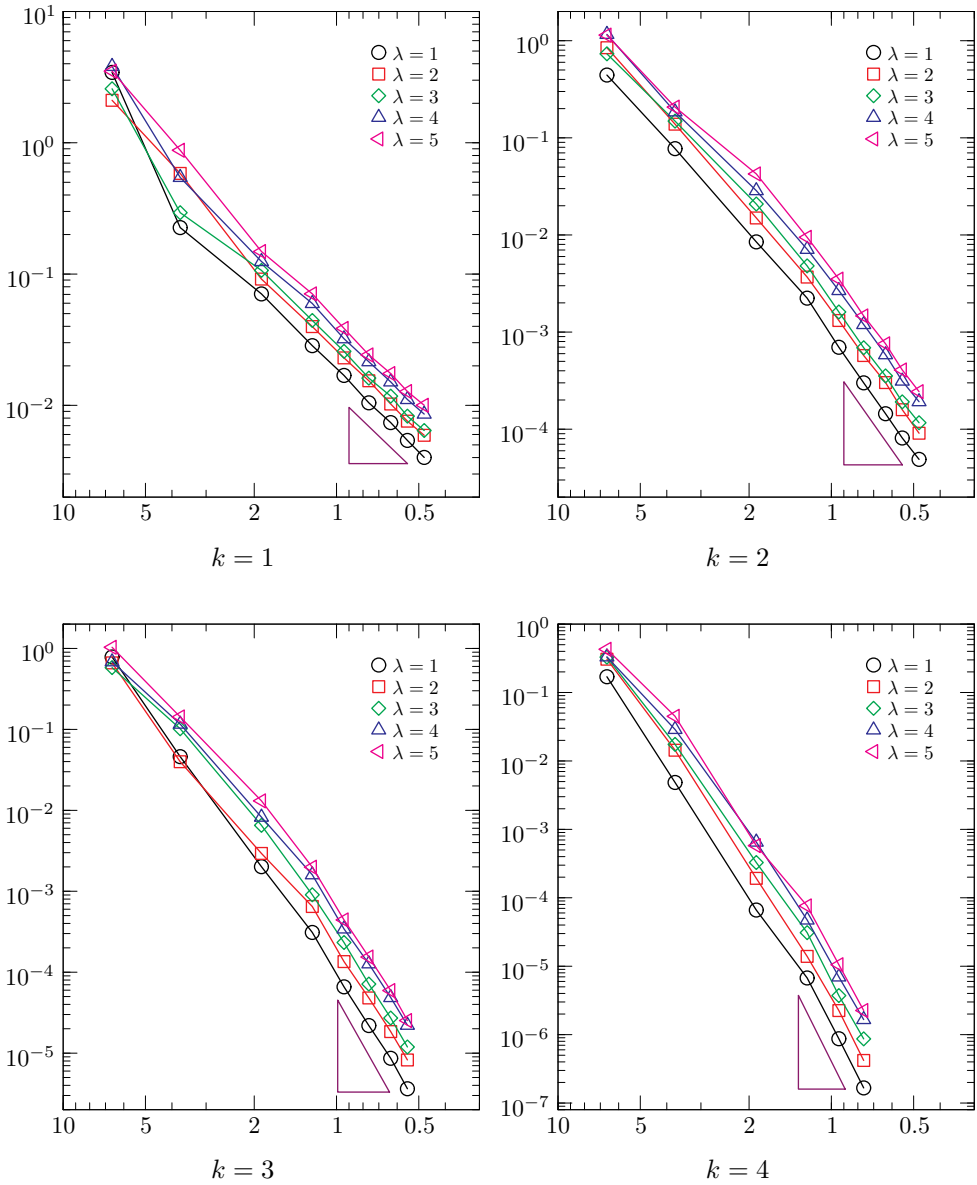 10^1
10^0
10^-1
10^-2
10 5 2 1 0.5
λ = 1
λ = 2
λ = 3
λ = 4
λ = 5
k = 1
10^0
10^-1
10^-2
10^-3
10^-4
10 5 2 1 0.5
λ = 1
λ = 2
λ = 3
λ = 4
λ = 5
k = 2
10^0
10^-1
10^-2
10^-3
10^-4
10^-5
10 5 2 1 0.5
λ = 1
λ = 2
λ = 3
λ = 4
λ = 5
k = 3
10^0
10^-1
10^-2
10^-3
10^-4
10^-5
10^-6
10^-7
10 5 2 1 0.5
λ = 1
λ = 2
λ = 3
λ = 4
λ = 5
k = 4